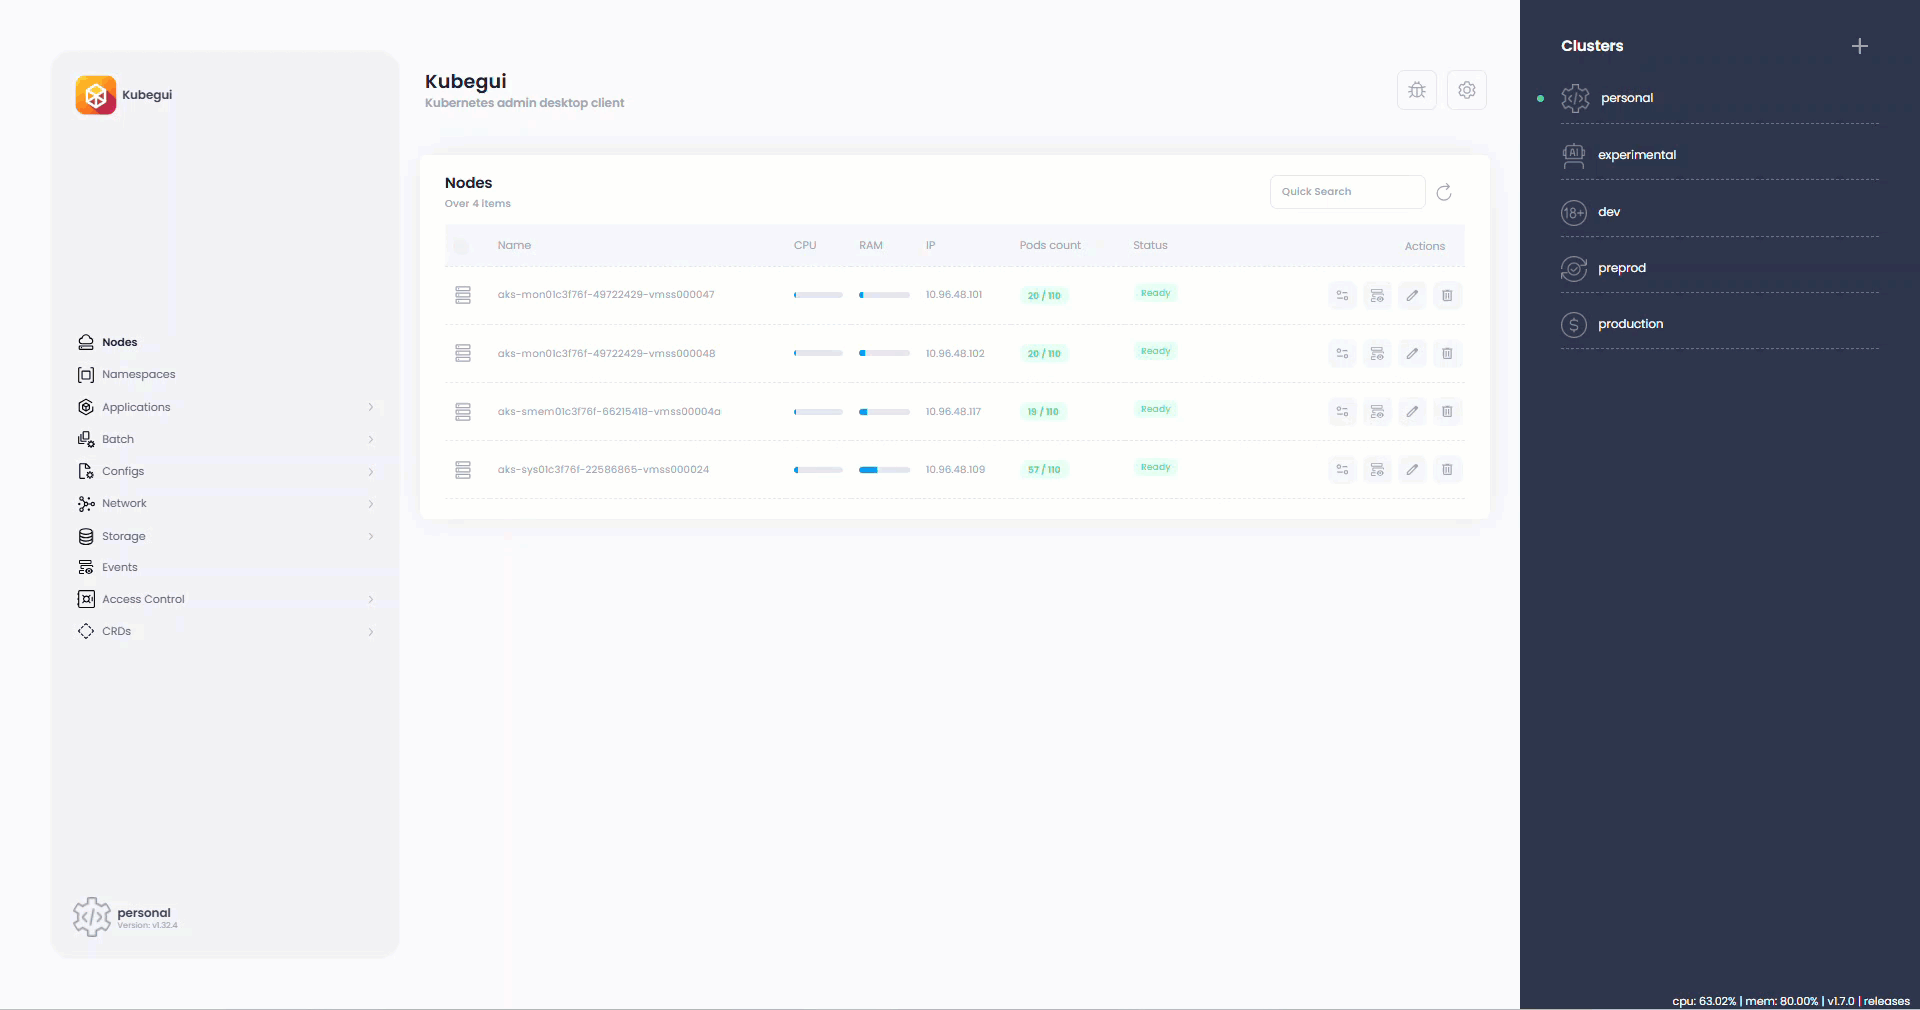 Kubegui
Nodes
Namespaces
Applications
Batch
Configs
Network
Storage
Events
Access Control
CRDs
personal
Version: v1.32.4
Kubegui
Kubernetes admin desktop client
Nodes
Over 4 items
Quick Search
Name CPU RAM IP Pods count Status Actions
aks-mon01c3f76f-49722429-vmss000047 10.96.48.101 20 / 110 Ready
aks-mon01c3f76f-49722429-vmss000048 10.96.48.102 20 / 110 Ready
aks-smem01c3f76f-66215418-vmss00004a 10.96.48.117 19 / 110 Ready
aks-sys01c3f76f-22586865-vmss000024 10.96.48.109 57 / 110 Ready
Clusters
personal
AI experimental
18+ dev
preprod
$ production
cpu: 63.02% | mem: 80.00% | v1.7.0 | releases